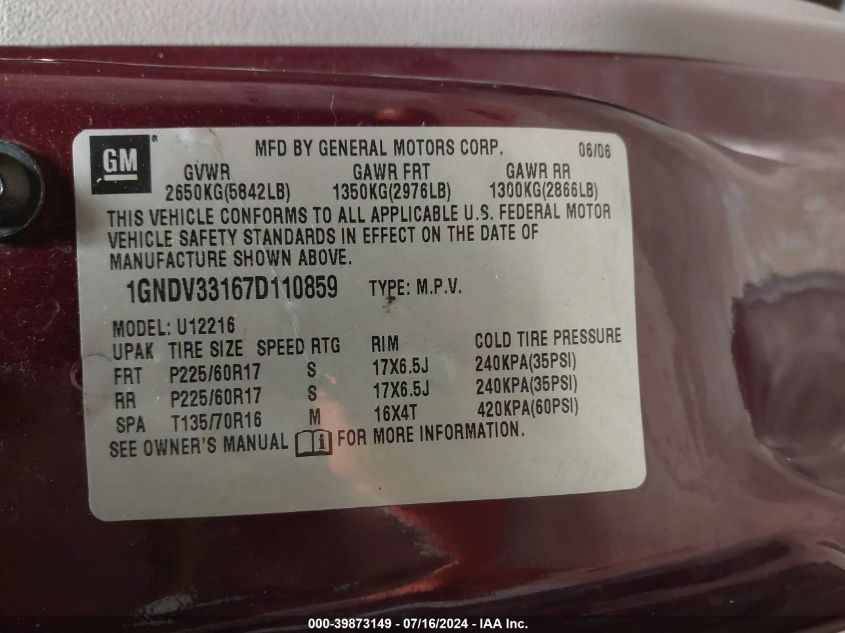 GM ® MFD BY GENERAL MOTORS CORP. 06/06
GVWR GAWR FRT GAWR RR
2650KG(5842LB) 1350KG(2976LB) 1300KG(2866LB)
THIS VEHICLE CONFORMS TO ALL APPLICABLE U.S. FEDERAL MOTOR
VEHICLE SAFETY STANDARDS IN EFFECT ON THE DATE OF
MANUFACTURE SHOWN ABOVE.
1GNDV33167D110859 TYPE: M.P.V.
MODEL: U12216
UPAK TIRE SIZE SPEED RTG RIM COLD TIRE PRESSURE
FRT P225/60R17 S 17X6.5J 240KPA(35PSI)
RR P225/60R17 S 17X6.5J 240KPA(35PSI)
SPA T135/70R16 M 16X4T 420KPA(60PSI)
SEE OWNER'S MANUAL FOR MORE INFORMATION.
000-39873149 - 07/16/2024 - IAA Inc.